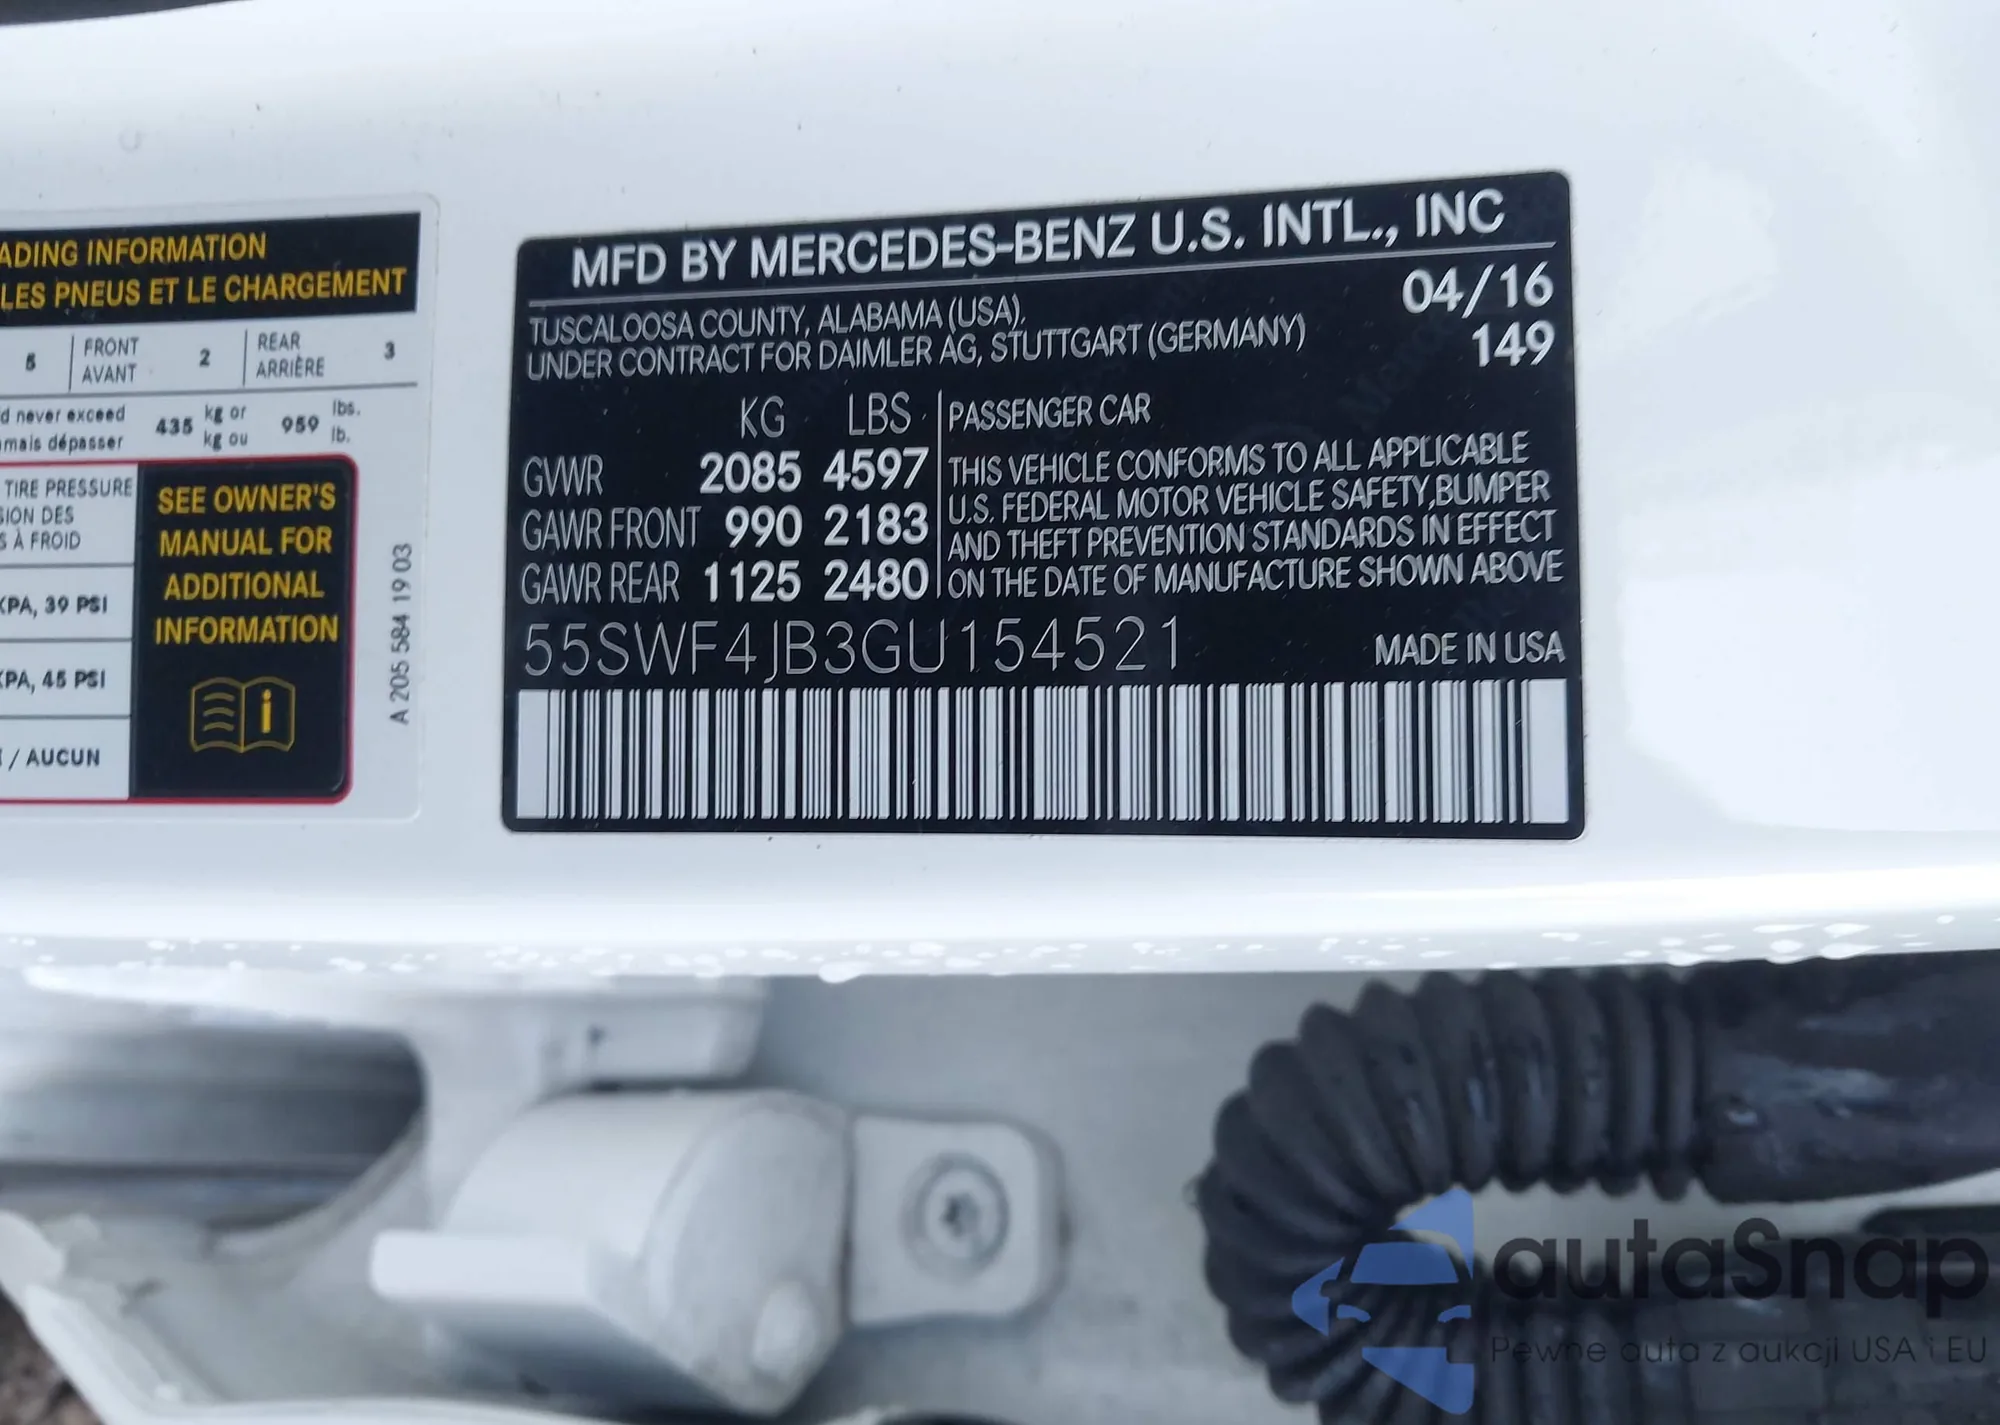 ADING INFORMATION
LES PNEUS ET LE CHARGEMENT
5 FRONT AVANT 2 REAR ARRIÈRE 3
d never exceed 435 kg or 959 lbs.
mais dépasser kg ou lb.
TIRE PRESSURE
SION DES
S À FROID
KPA, 39 PSI
KPA, 45 PSI
/ AUCUN
SEE OWNER'S
MANUAL FOR
ADDITIONAL
INFORMATION
i
A 205 584 19 03
MFD BY MERCEDES-BENZ U.S. INTL., INC
TUSCALOOSA COUNTY, ALABAMA (USA), 04/16
UNDER CONTRACT FOR DAIMLER AG, STUTTGART (GERMANY) 149
KG LBS
GVWR 2085 4597
GAWR FRONT 990 2183
GAWR REAR 1125 2480
PASSENGER CAR
THIS VEHICLE CONFORMS TO ALL APPLICABLE
U.S. FEDERAL MOTOR VEHICLE SAFETY,BUMPER
AND THEFT PREVENTION STANDARDS IN EFFECT
ON THE DATE OF MANUFACTURE SHOWN ABOVE
55SWF4JB3GU154521 MADE IN USA
autaSnap
Pewne auta z aukcji USA i EU